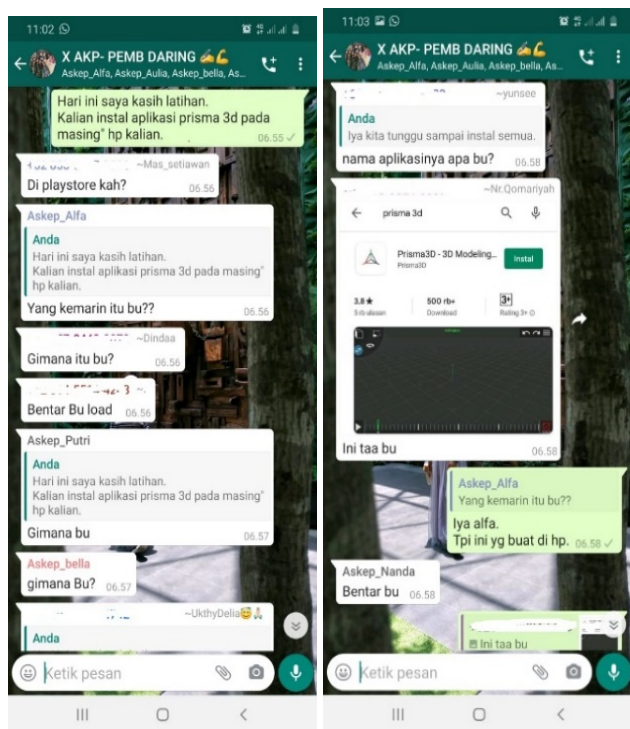 11:02
X AKP- PEMB DARING ✍️💪
Askep_Alfa, Askep_Aulia, Askep_bella, As...
Hari ini saya kasih latihan.
Kalian instal aplikasi prisma 3d pada
masing" hp kalian.
06.55
~Mas_setiawan
Di playstore kah?
06.56
Askep_Alfa
Anda
Hari ini saya kasih latihan.
Kalian instal aplikasi prisma 3d pada masing"
hp kalian.
Yang kemarin itu bu??
06.56
~Dindaa
Gimana itu bu?
06.56
Bentar Bu load
06.56
Askep_Putri
Anda
Hari ini saya kasih latihan.
Kalian instal aplikasi prisma 3d pada masing"
hp kalian.
Gimana bu
06.57
Askep_bella
gimana Bu?
06.57
~UkthyDelia😇🙏
Anda
Ketik pesan
11:03
X AKP- PEMB DARING ✍️💪
Askep_Alfa, Askep_Aulia, Askep_bella, As...
~yunsee
Anda
Iya kita tunggu sampai instal semua.
nama aplikasinya apa bu?
06.58
~Nr.Qomariyah
prisma 3d
Prisma3D - 3D Modeling...
Prisma3D
Instal
3,8★
500 rb+
3+
5 rb ulasan
Download
Rating 3+
Ini taa bu
06.58
Askep_Alfa
Yang kemarin itu bu??
Iya alfa.
Tpi ini yg buat di hp.
06.58
Askep_Nanda
Bentar bu
06.58
Ini taa bu
Ketik pesan